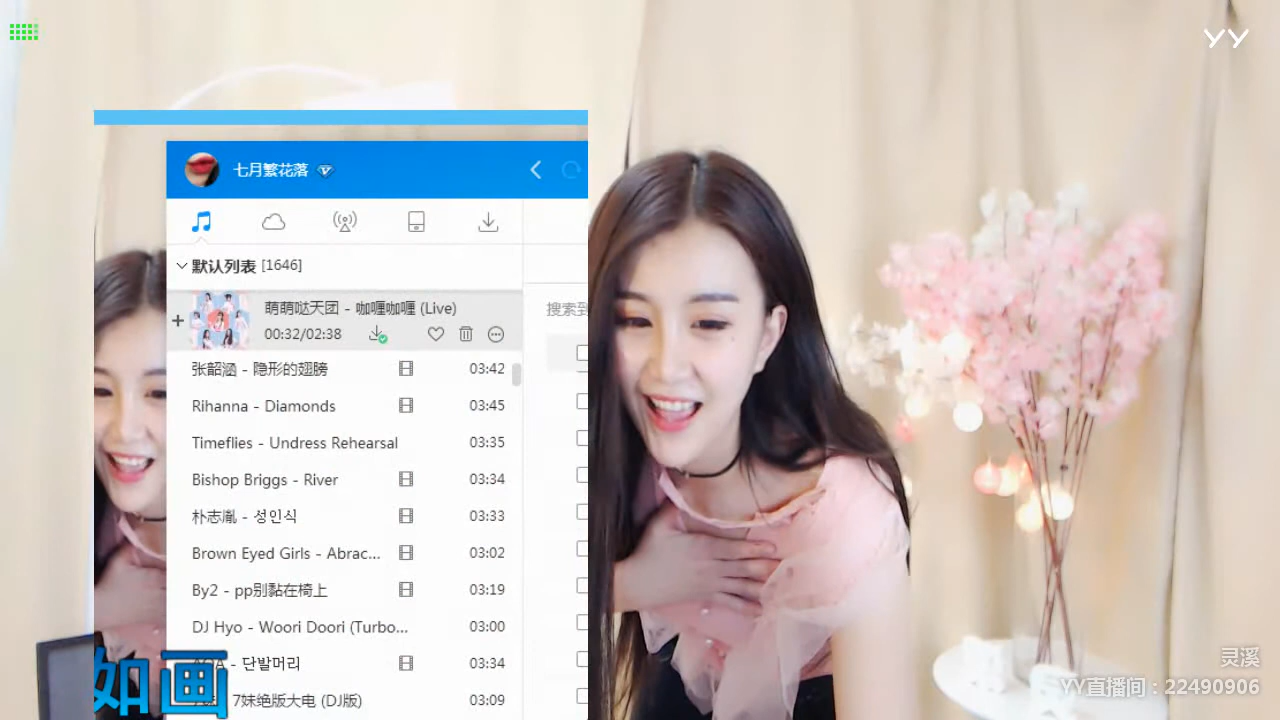 YY
七月繁花落
默认列表 [1646]
萌萌哒天团 - 咖喱咖喱 (Live)
00:32/02:38
搜索到
张韶涵 - 隐形的翅膀 03:42
Rihanna - Diamonds 03:45
Timeflies - Undress Rehearsal 03:35
Bishop Briggs - River 03:34
朴志胤 - 성인식 03:33
Brown Eyed Girls - Abrac... 03:02
By2 - pp别黏在椅上 03:19
DJ Hyo - Woori Doori (Turbo... 03:00
AOA - 단발머리 03:34
7妹绝版大电 (DJ版) 03:09
如画
灵溪
YY直播间：22490906